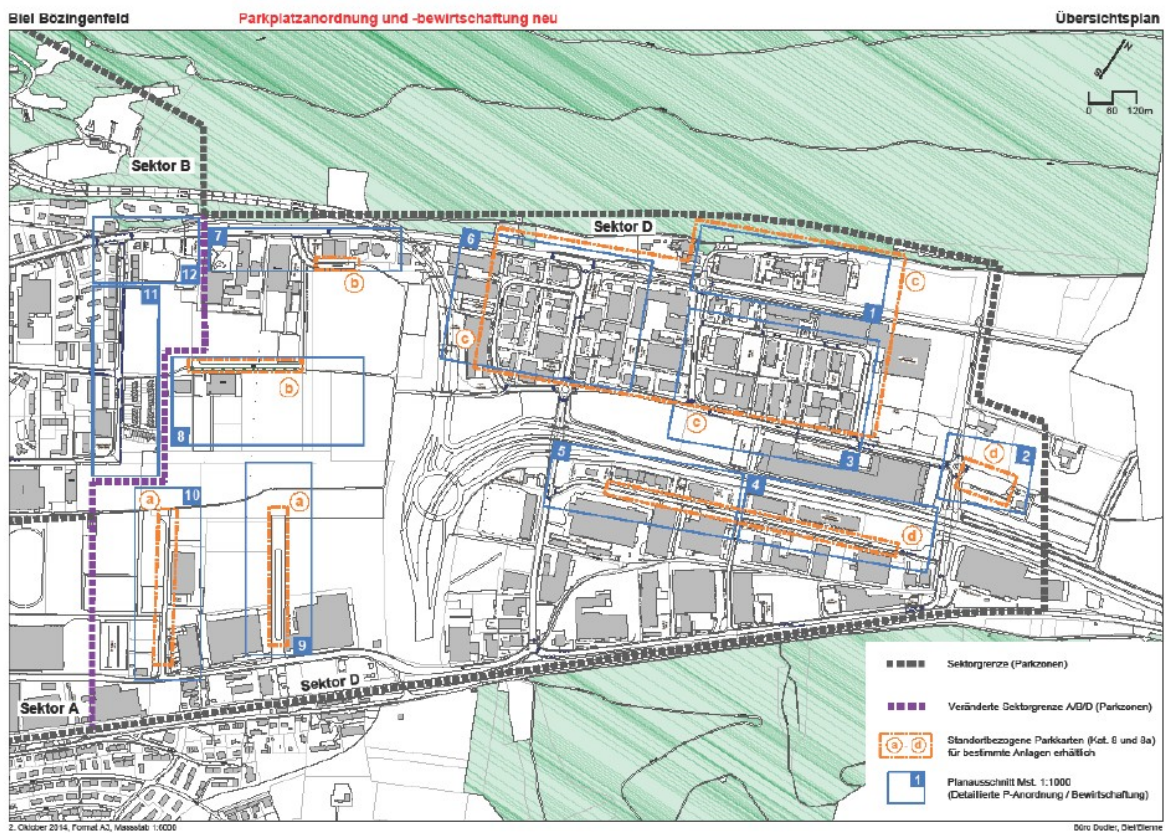 Biel Bözingenfeld
Parkplatzanordnung und -bewirtschaftung neu
Übersichtsplan
N
S
0 60 120m
Sektor B
Sektor D
7
6
12
b
c
11
1
c
b
c
8
3
5
d
2
4
a
10
a
d
9
Sektor D
Sektor A
Sektorgrenze (Parkzonen)
Veränderte Sektorgrenze A/B/D (Parkzonen)
a - d
Standortbezogene Parkkarten (Kat. 8 und 8a)
für bestimmte Anlagen erhältlich
1
Planausschnitt Mst. 1:1000
(Detaillierte P-Anordnung / Bewirtschaftung)
2. Oktober 2014, Format A3, Massstab 1:6000
Büro Dudler, Biel/Bienne